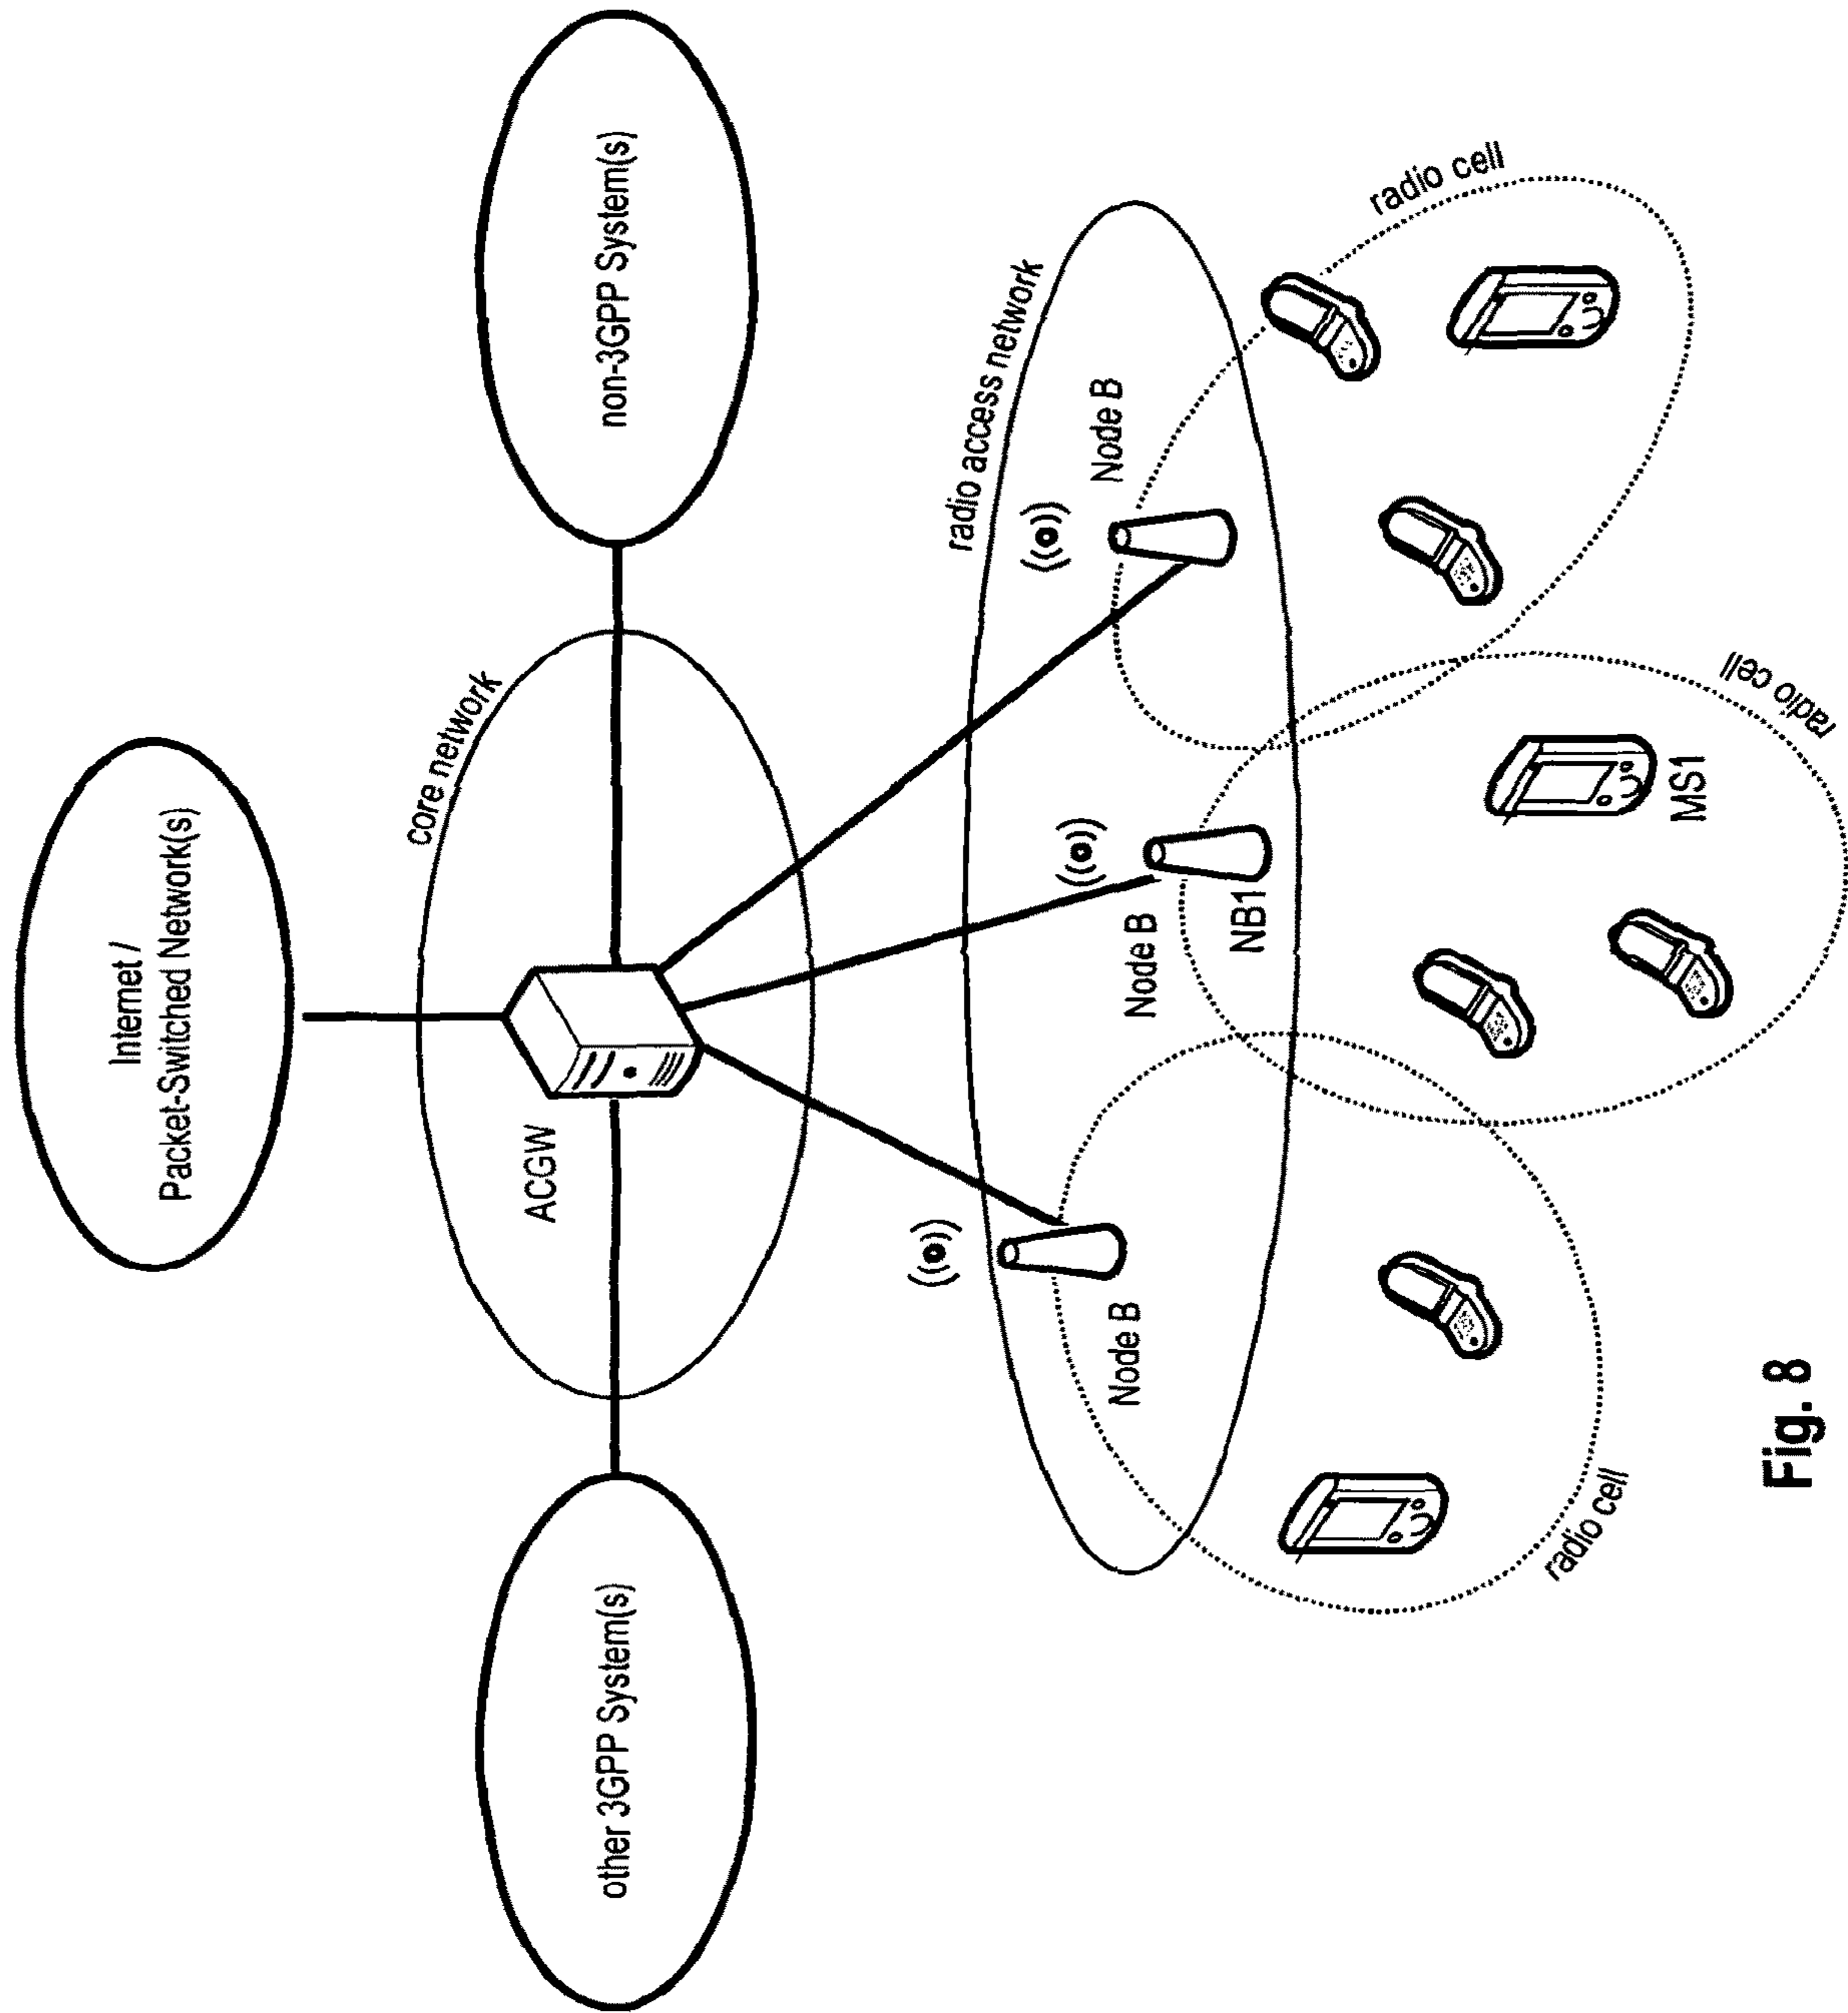 Internet /
Packet-Switched Network(s)
core network
other 3GPP System(s)
ACGW
non-3GPP System(s)
radio access network
Node B
Node B
NB1
Node B
radio cell
MS1
radio cell
radio cell
Fig. 8